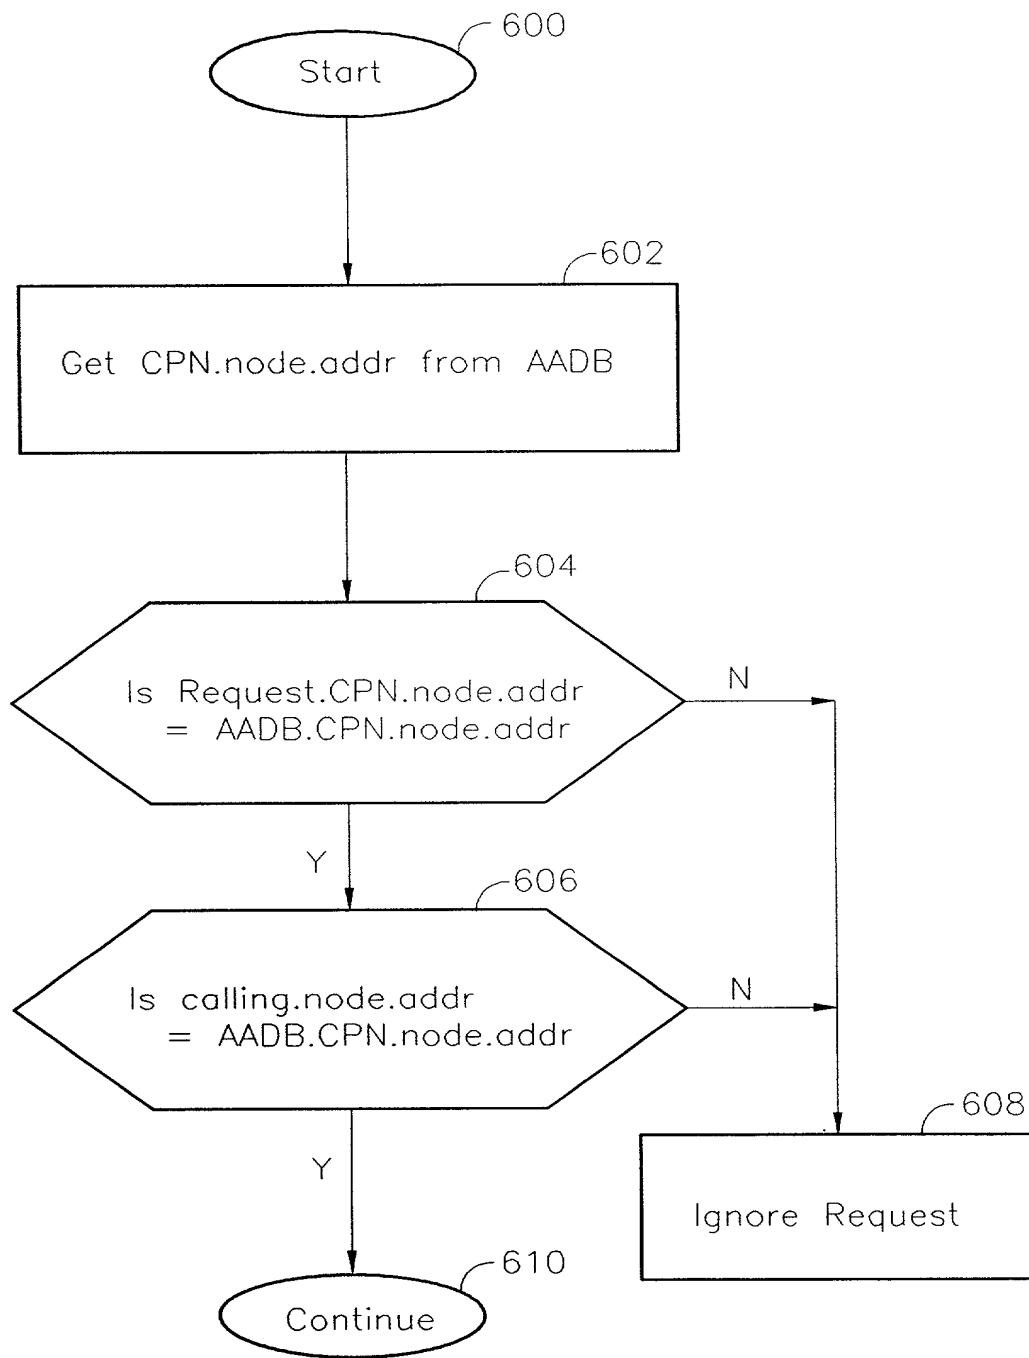 600
Start
602
Get CPN.node.addr from AADB
604
Is Request.CPN.node.addr
= AADB.CPN.node.addr
N
Y
606
Is calling.node.addr
= AADB.CPN.node.addr
N
Y
608
Ignore Request
610
Continue